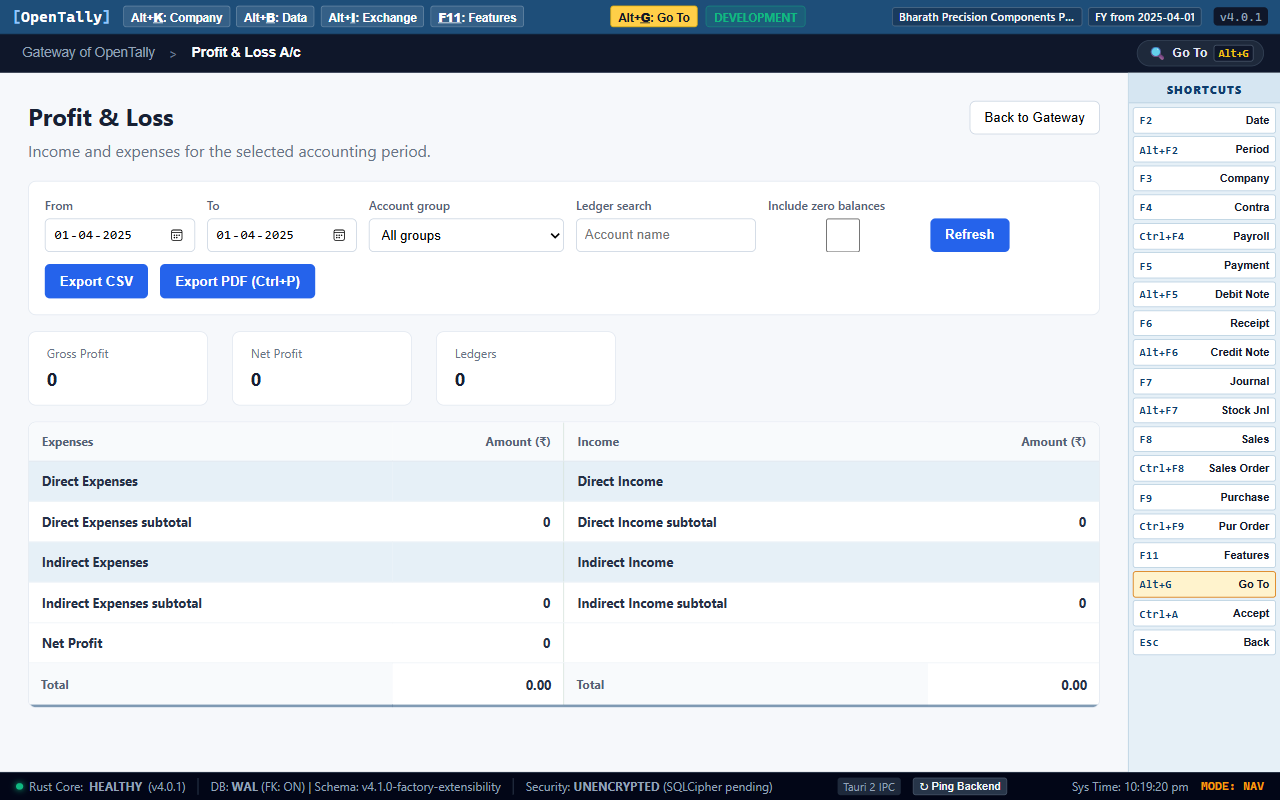 [OpenTally] Alt+K: Company Alt+B: Data Alt+I: Exchange F11: Features Alt+G: Go To DEVELOPMENT Bharath Precision Components P... FY from 2025-04-01 v4.0.1
Gateway of OpenTally > Profit & Loss A/c Go To Alt+G
Profit & Loss
Back to Gateway
Income and expenses for the selected accounting period.
From To Account group Ledger search Include zero balances
01-04-2025 01-04-2025 All groups Account name Refresh
Export CSV Export PDF (Ctrl+P)
Gross Profit Net Profit Ledgers
0 0 0
Expenses Amount (₹) Income Amount (₹)
Direct Expenses Direct Income
Direct Expenses subtotal 0 Direct Income subtotal 0
Indirect Expenses Indirect Income
Indirect Expenses subtotal 0 Indirect Income subtotal 0
Net Profit 0
Total 0.00 Total 0.00
SHORTCUTS
F2 Date
Alt+F2 Period
F3 Company
F4 Contra
Ctrl+F4 Payroll
F5 Payment
Alt+F5 Debit Note
F6 Receipt
Alt+F6 Credit Note
F7 Journal
Alt+F7 Stock Jnl
F8 Sales
Ctrl+F8 Sales Order
F9 Purchase
Ctrl+F9 Pur Order
F11 Features
Alt+G Go To
Ctrl+A Accept
Esc Back
Rust Core: HEALTHY (v4.0.1) DB: WAL (FK: ON) | Schema: v4.1.0-factory-extensibility Security: UNENCRYPTED (SQLCipher pending) Tauri 2 IPC ↻ Ping Backend Sys Time: 10:19:20 pm MODE: NAV